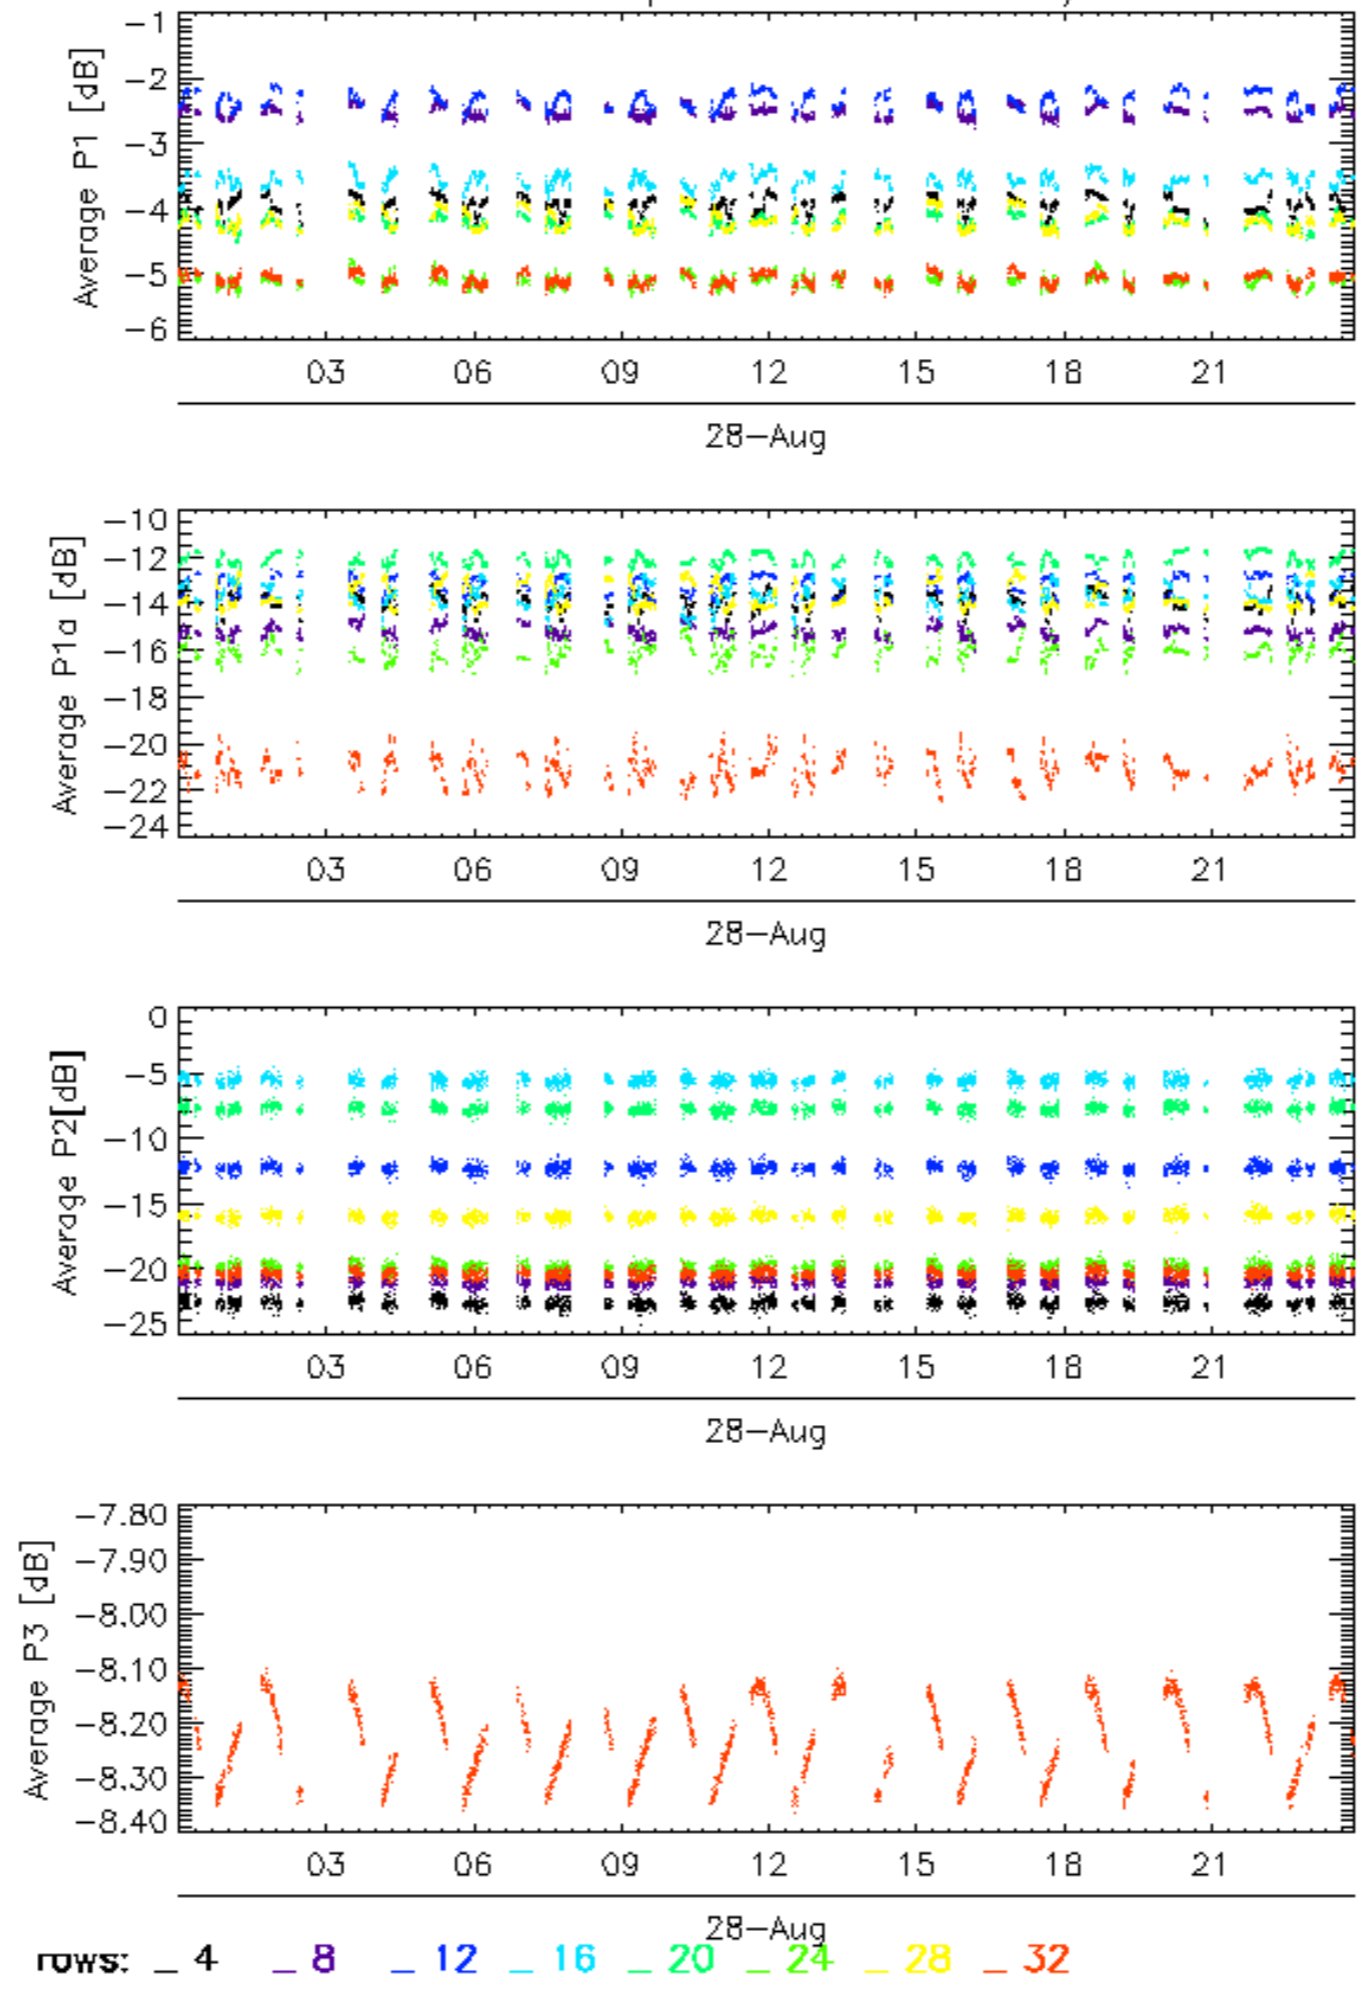 -1
-2
-3
-4
-5
-6
Average P1 [dB]
03 06 09 12 15 18 21
28-Aug
-10
-12
-14
-16
-18
-20
-22
-24
Average P1a [dB]
03 06 09 12 15 18 21
28-Aug
0
-5
-10
-15
-20
-25
Average P2[dB]
03 06 09 12 15 18 21
28-Aug
-7.80
-7.90
-8.00
-8.10
-8.20
-8.30
-8.40
Average P3 [dB]
03 06 09 12 15 18 21
28-Aug
rows: _ 4 _ 8 _ 12 _ 16 _ 20 _ 24 _ 28 _ 32